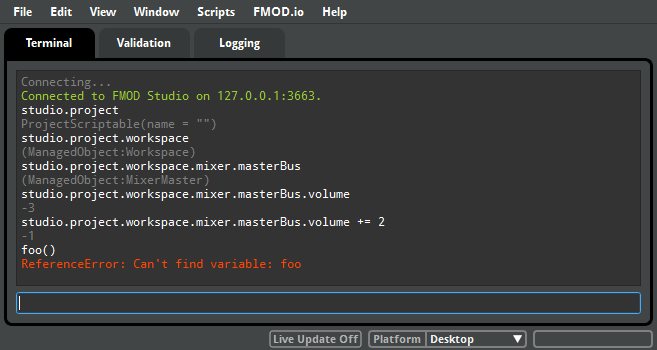 File Edit View Window Scripts FMOD.io Help
Terminal Validation Logging
Connecting...
Connected to FMOD Studio on 127.0.0.1:3663.
studio.project
ProjectScriptable(name = "")
studio.project.workspace
(ManagedObject:Workspace)
studio.project.workspace.mixer.masterBus
(ManagedObject:MixerMaster)
studio.project.workspace.mixer.masterBus.volume
-3
studio.project.workspace.mixer.masterBus.volume += 2
-1
foo()
ReferenceError: Can't find variable: foo
Live Update Off Platform Desktop